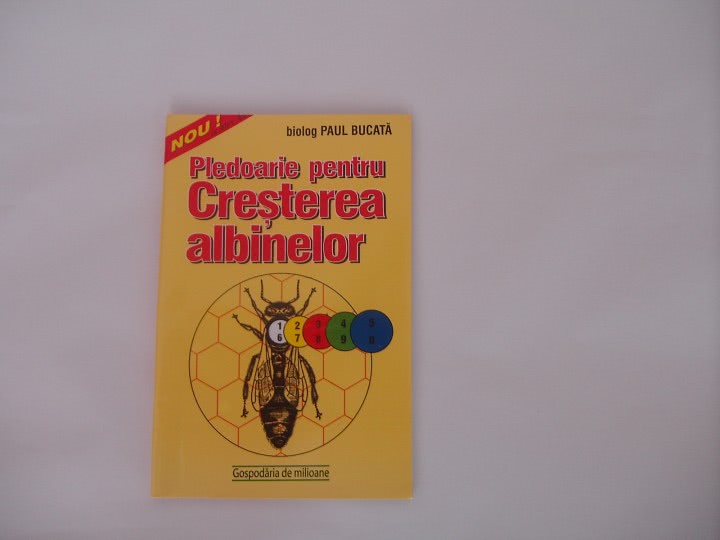 NOU !
biolog PAUL BUCATĂ
Pledoarie pentru
Creșterea
albinelor
1 2 3 4 5
6 7 8 9 0
Gospodăria de milioane